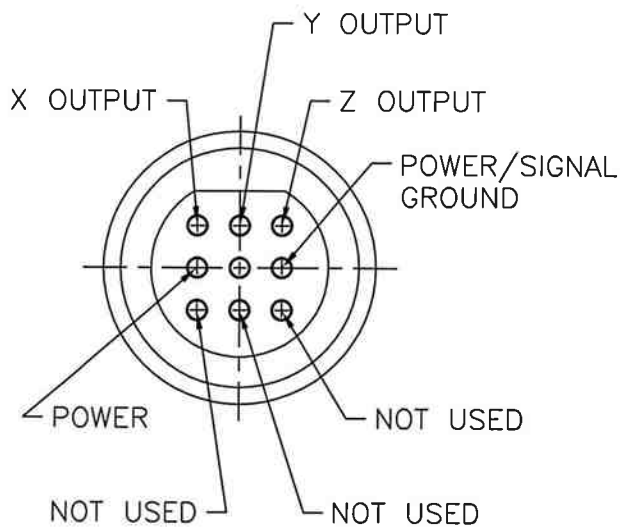 Y OUTPUT
X OUTPUT
Z OUTPUT
POWER/SIGNAL
GROUND
POWER
NOT USED
NOT USED
NOT USED